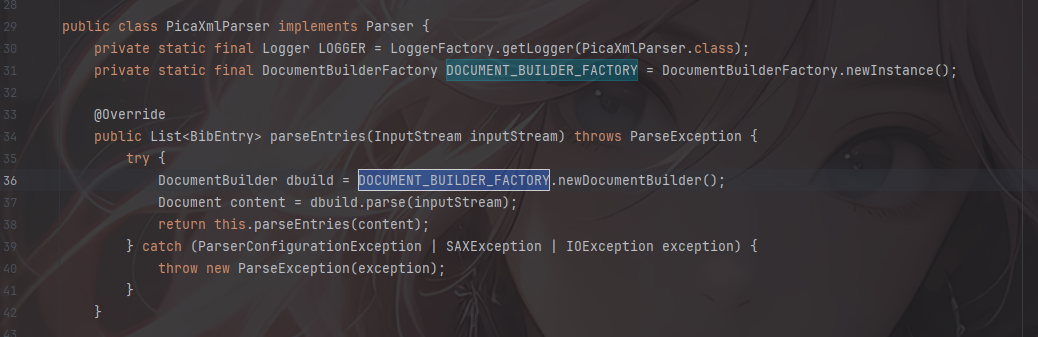 28
29 public class PicaXmlParser implements Parser {
30 private static final Logger LOGGER = LoggerFactory.getLogger(PicaXmlParser.class);
31 private static final DocumentBuilderFactory DOCUMENT_BUILDER_FACTORY = DocumentBuilderFactory.newInstance();
32
33 @Override
34 public List<BibEntry> parseEntries(InputStream inputStream) throws ParseException {
35 try {
36 DocumentBuilder dbuild = DOCUMENT_BUILDER_FACTORY.newDocumentBuilder();
37 Document content = dbuild.parse(inputStream);
38 return this.parseEntries(content);
39 } catch (ParserConfigurationException | SAXException | IOException exception) {
40 throw new ParseException(exception);
41 }
42 }
43